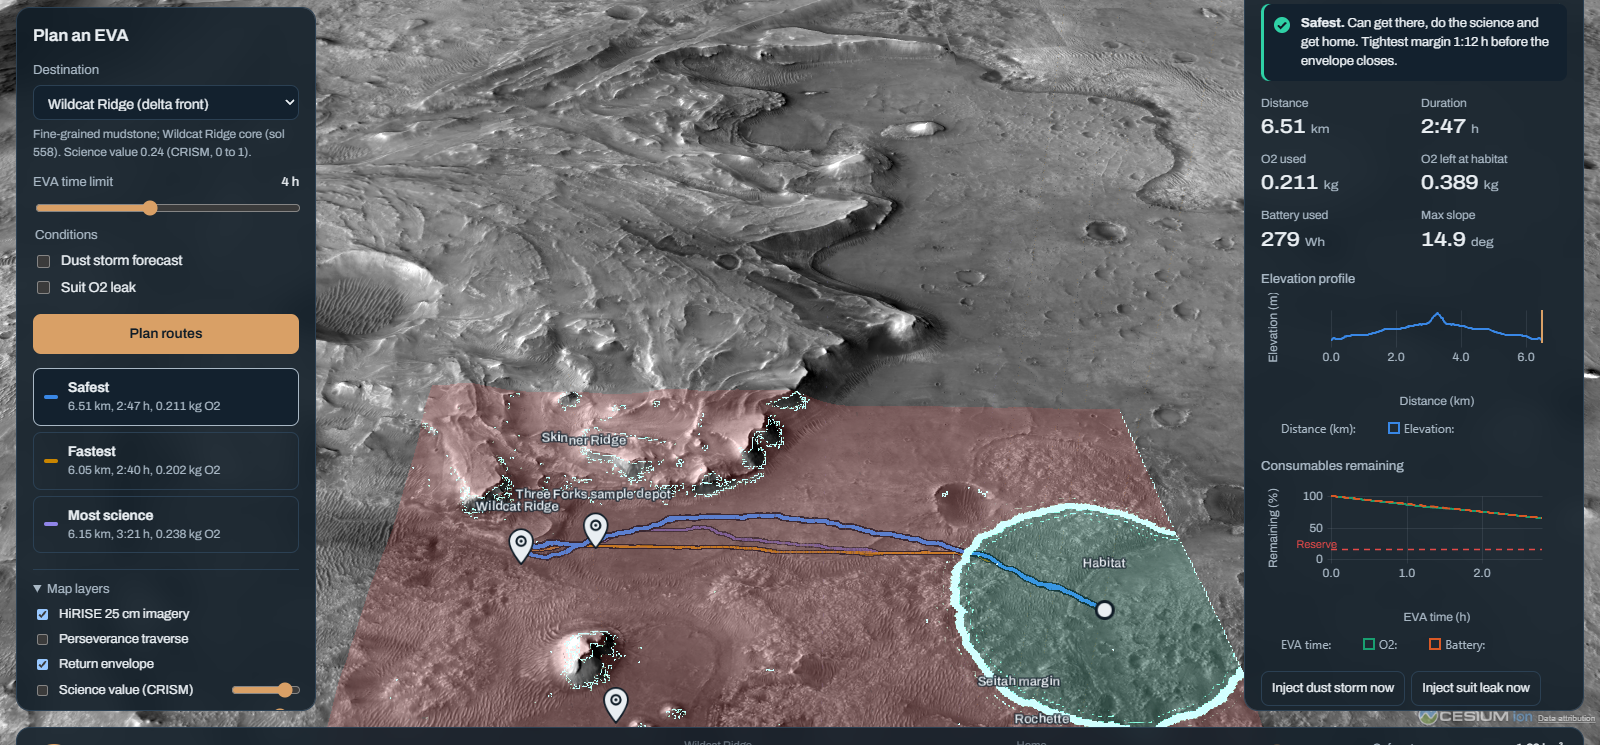 Plan an EVA
Destination
Wildcat Ridge (delta front)
Fine-grained mudstone; Wildcat Ridge core (sol
558). Science value 0.24 (CRISM, 0 to 1).
EVA time limit
4 h
Conditions
Dust storm forecast
Suit O2 leak
Plan routes
Safest
6.51 km, 2:47 h, 0.211 kg O2
Fastest
6.05 km, 2:40 h, 0.202 kg O2
Most science
6.15 km, 3:21 h, 0.238 kg O2
▼ Map layers
HiRISE 25 cm imagery
Perseverance traverse
Return envelope
Science value (CRISM)
Skinner Ridge
Three Forks sample depot
Wildcat Ridge
Habitat
Seitah margin
Rochette
Wildcat Ridge
Home
Safest. Can get there, do the science and
get home. Tightest margin 1:12 h before the
envelope closes.
Distance
Duration
6.51 km
2:47 h
O2 used
O2 left at habitat
0.211 kg
0.389 kg
Battery used
Max slope
279 Wh
14.9 deg
Elevation profile
Elevation (m)
0.0
2.0
4.0
6.0
Distance (km)
Distance (km):
Elevation:
Consumables remaining
Remaining (%)
100
50
Reserve
0
0.0
1.0
2.0
EVA time (h)
EVA time:
O2:
Battery:
Inject dust storm now
Inject suit leak now
CESIUM ion
Data attribution